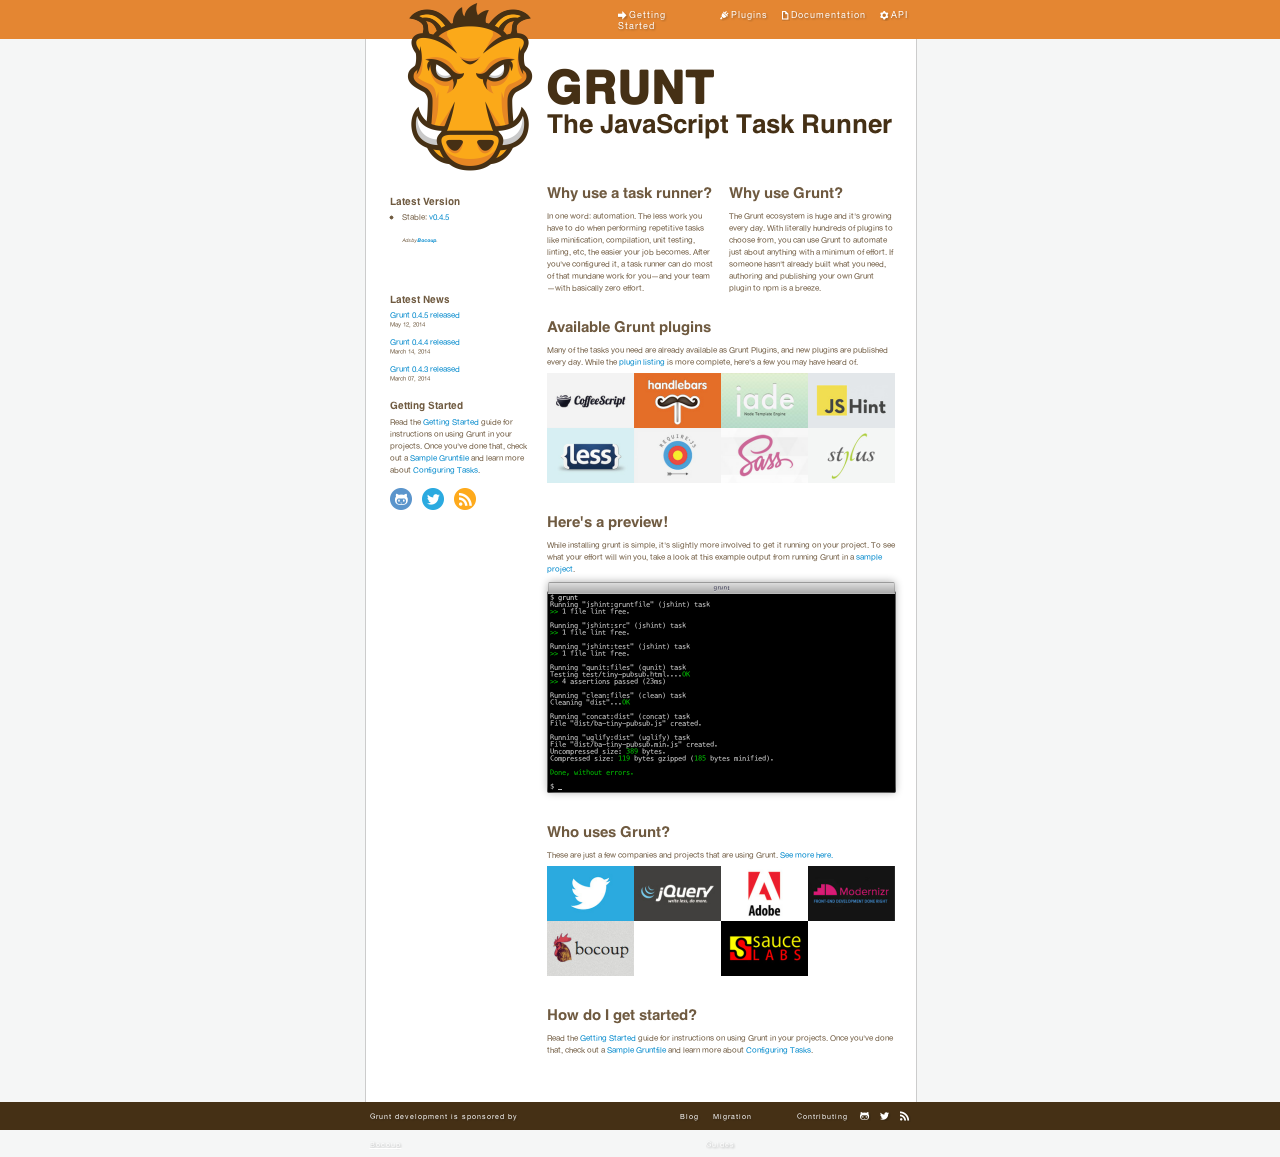 Getting
Started
Plugins
Documentation
API
GRUNT
The JavaScript Task Runner
Latest Version
Stable: v0.4.5
Ads by Bocoup.
Latest News
Grunt 0.4.5 released
May 12, 2014
Grunt 0.4.4 released
March 14, 2014
Grunt 0.4.3 released
March 07, 2014
Getting Started
Read the Getting Started guide for
instructions on using Grunt in your
projects. Once you've done that, check
out a Sample Gruntfile and learn more
about Configuring Tasks.
Why use a task runner?
In one word: automation. The less work you
have to do when performing repetitive tasks
like minification, compilation, unit testing,
linting, etc, the easier your job becomes. After
you've configured it, a task runner can do most
of that mundane work for you—and your team
—with basically zero effort.
Why use Grunt?
The Grunt ecosystem is huge and it's growing
every day. With literally hundreds of plugins to
choose from, you can use Grunt to automate
just about anything with a minimum of effort. If
someone hasn't already built what you need,
authoring and publishing your own Grunt
plugin to npm is a breeze.
Available Grunt plugins
Many of the tasks you need are already available as Grunt Plugins, and new plugins are published
every day. While the plugin listing is more complete, here's a few you may have heard of.
CoffeeScript
handlebars
jade
Node Template Engine
JS Hint
{less}
REQUIRE·JS
Sass
stylus
Here's a preview!
While installing grunt is simple, it's slightly more involved to get it running on your project. To see
what your effort will win you, take a look at this example output from running Grunt in a sample
project.
grunt
$ grunt
Running "jshint:gruntfile" (jshint) task
>> 1 file lint free.
Running "jshint:src" (jshint) task
>> 1 file lint free.
Running "jshint:test" (jshint) task
>> 1 file lint free.
Running "qunit:files" (qunit) task
Testing test/tiny-pubsub.html....OK
>> 4 assertions passed (23ms)
Running "clean:files" (clean) task
Cleaning "dist"...OK
Running "concat:dist" (concat) task
File "dist/ba-tiny-pubsub.js" created.
Running "uglify:dist" (uglify) task
File "dist/ba-tiny-pubsub.min.js" created.
Uncompressed size: 389 bytes.
Compressed size: 119 bytes gzipped (185 bytes minified).
Done, without errors.
$ _
Who uses Grunt?
These are just a few companies and projects that are using Grunt. See more here.
jQuery
write less, do more.
Adobe
Modernizr
FRONT-END DEVELOPMENT DONE RIGHT
bocoup
sauce
LABS
How do I get started?
Read the Getting Started guide for instructions on using Grunt in your projects. Once you've done
that, check out a Sample Gruntfile and learn more about Configuring Tasks.
Grunt development is sponsored by
Blog
Migration
Contributing
Bocoup
Guides